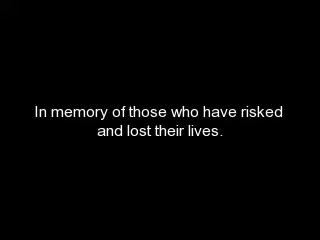 In memory of those who have risked
and lost their lives.